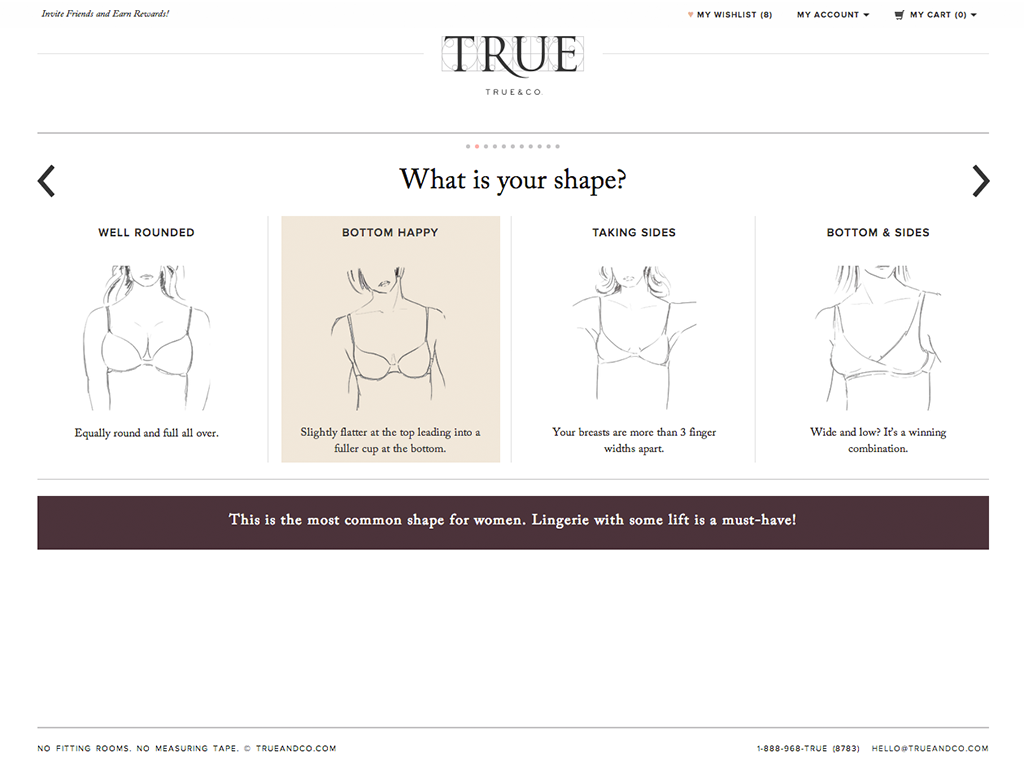 Invite Friends and Earn Rewards!
MY WISHLIST (8) MY ACCOUNT MY CART (0)
TRUE
TRUE&CO.
What is your shape?
WELL ROUNDED
Equally round and full all over.
BOTTOM HAPPY
Slightly flatter at the top leading into a
fuller cup at the bottom.
TAKING SIDES
Your breasts are more than 3 finger
widths apart.
BOTTOM & SIDES
Wide and low? It's a winning
combination.
This is the most common shape for women. Lingerie with some lift is a must-have!
NO FITTING ROOMS. NO MEASURING TAPE. © TRUEANDCO.COM
1-888-968-TRUE (8783) HELLO@TRUEANDCO.COM